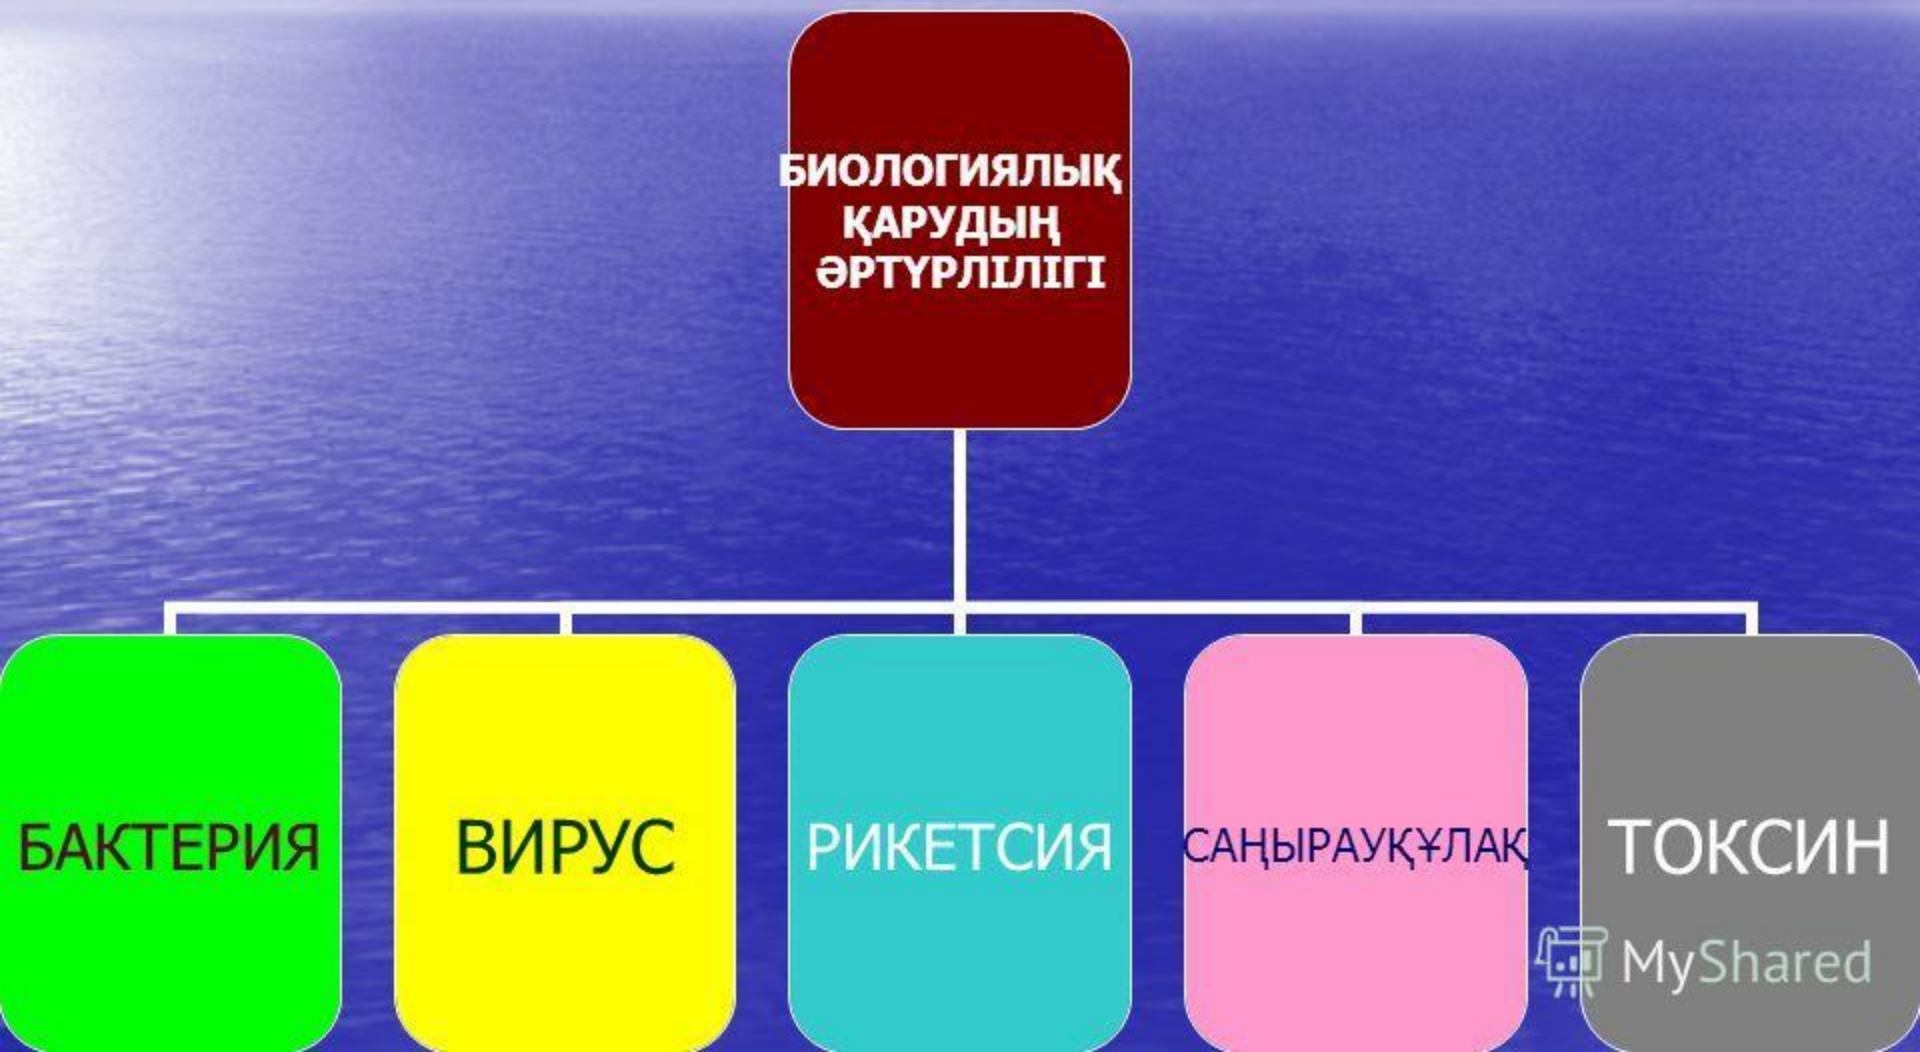 БИОЛОГИЯЛЫҚ
ҚАРУДЫҢ
ӘРТҮРЛІЛІГІ
БАКТЕРИЯ
ВИРУС
РИКЕТСИЯ
САҢЫРАУҚҰЛАҚ
ТОКСИН
MyShared